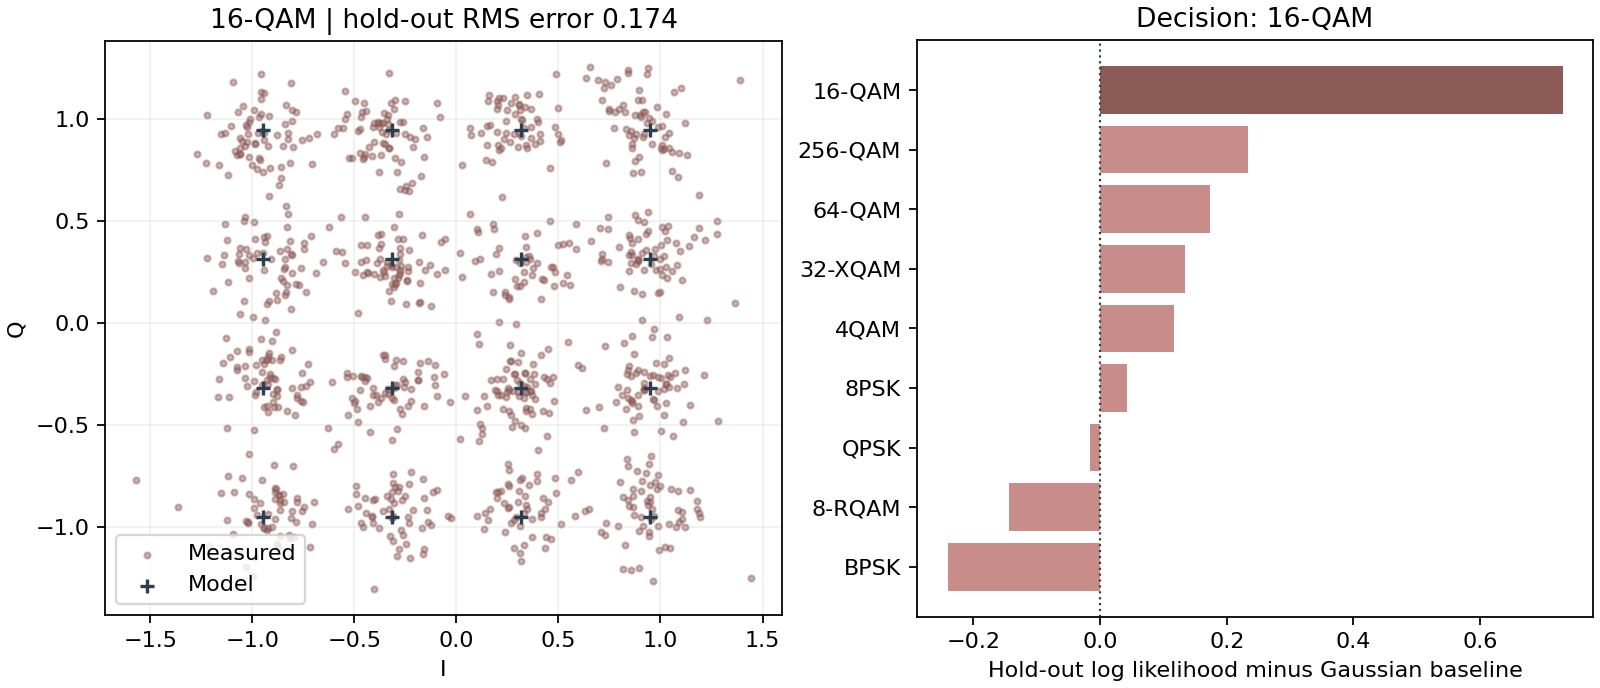 16-QAM | hold-out RMS error 0.174
1.0
0.5
0.0
−0.5
−1.0
Q
−1.5
−1.0
−0.5
0.0
0.5
1.0
1.5
I
Measured
Model
Decision: 16-QAM
16-QAM
256-QAM
64-QAM
32-XQAM
4QAM
8PSK
QPSK
8-RQAM
BPSK
−0.2
0.0
0.2
0.4
0.6
Hold-out log likelihood minus Gaussian baseline